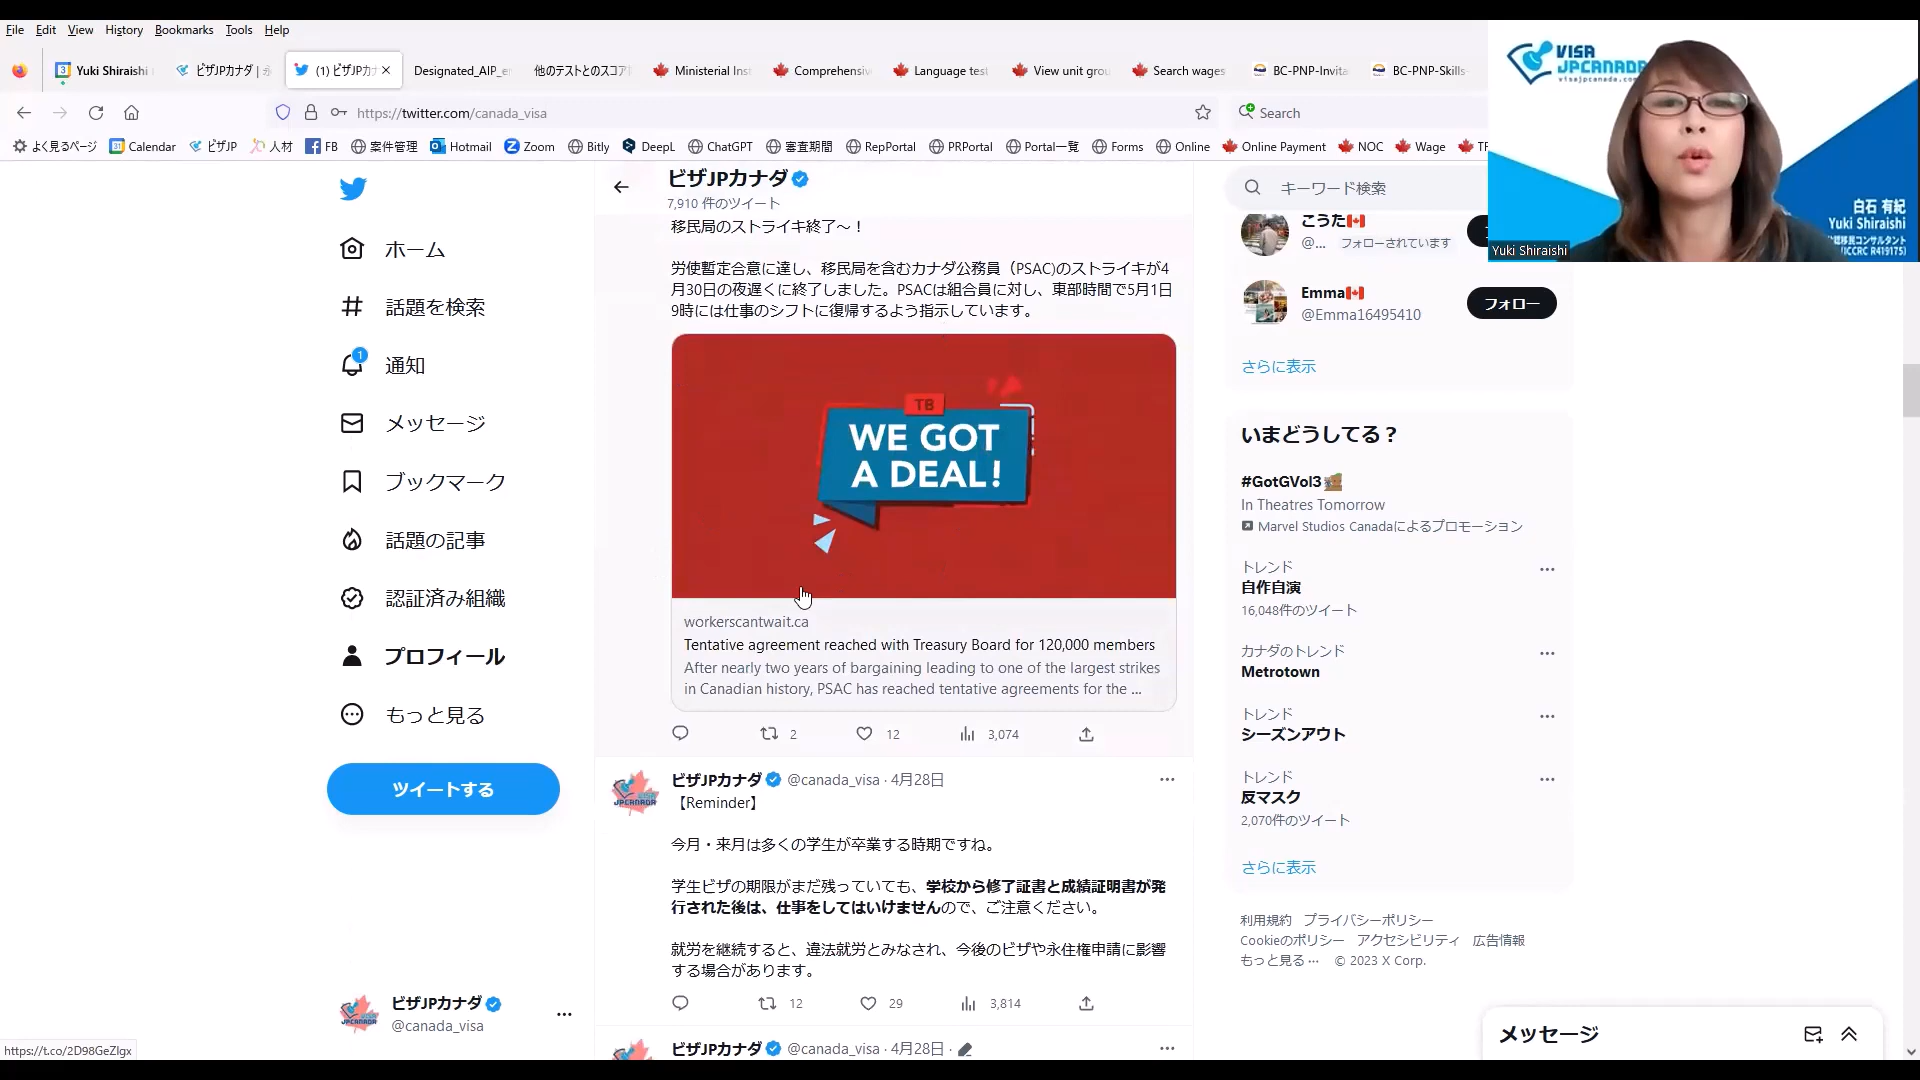 File Edit View History Bookmarks Tools Help
Yuki Shiraishi
ビザJPカナダ |
(1) ビザJPカナ
Designated_AIP_e
他のテストとのスコア
Ministerial Ins
Comprehensiv
Language test
View unit grou
Search wages
BC-PNP-Invita
BC-PNP-Skills-
https://twitter.com/canada_visa
Search
よく見るページ Calendar ビザJP 人材 FB 案件管理 Hotmail Zoom Bitly DeepL ChatGPT 審査期間 RepPortal PRPortal Portal一覧 Forms Online Online Payment NOC Wage
VISA
JPCANADA
visajpcanada.com
白石 有紀
Yuki Shiraishi
認移民コンサルタント
ICCRC R419175)
Yuki Shiraishi
ホーム
話題を検索
1
通知
メッセージ
ブックマーク
話題の記事
認証済み組織
プロフィール
もっと見る
ツイートする
ビザJPカナダ
@canada_visa
https://t.co/2D98GeZlgx
ビザJPカナダ
7,910 件のツイート
移民局のストライキ終了～！
労使暫定合意に達し、移民局を含むカナダ公務員（PSAC)のストライキが4
月30日の夜遅くに終了しました。PSACは組合員に対し、東部時間で5月1日
9時には仕事のシフトに復帰するよう指示しています。
TB
WE GOT
A DEAL!
workerscantwait.ca
Tentative agreement reached with Treasury Board for 120,000 members
After nearly two years of bargaining leading to one of the largest strikes
in Canadian history, PSAC has reached tentative agreements for the ...
2 12 3,074
ビザJPカナダ @canada_visa · 4月28日
【Reminder】
今月・来月は多くの学生が卒業する時期ですね。
学生ビザの期限がまだ残っていても、学校から修了証書と成績証明書が発
行された後は、仕事をしてはいけませんので、ご注意ください。
就労を継続すると、違法就労とみなされ、今後のビザや永住権申請に影響
する場合があります。
12 29 3,814
ビザJPカナダ @canada_visa · 4月28日 ·
キーワード検索
こうた
@... フォローされています
Emma
@Emma16495410
フォロー
さらに表示
いまどうしてる？
#GotGVol3
In Theatres Tomorrow
Marvel Studios Canadaによるプロモーション
トレンド
自作自演
16,048件のツイート
カナダのトレンド
Metrotown
トレンド
シーズンアウト
トレンド
反マスク
2,070件のツイート
さらに表示
利用規約 プライバシーポリシー
Cookieのポリシー アクセシビリティ 広告情報
もっと見る ··· © 2023 X Corp.
メッセージ